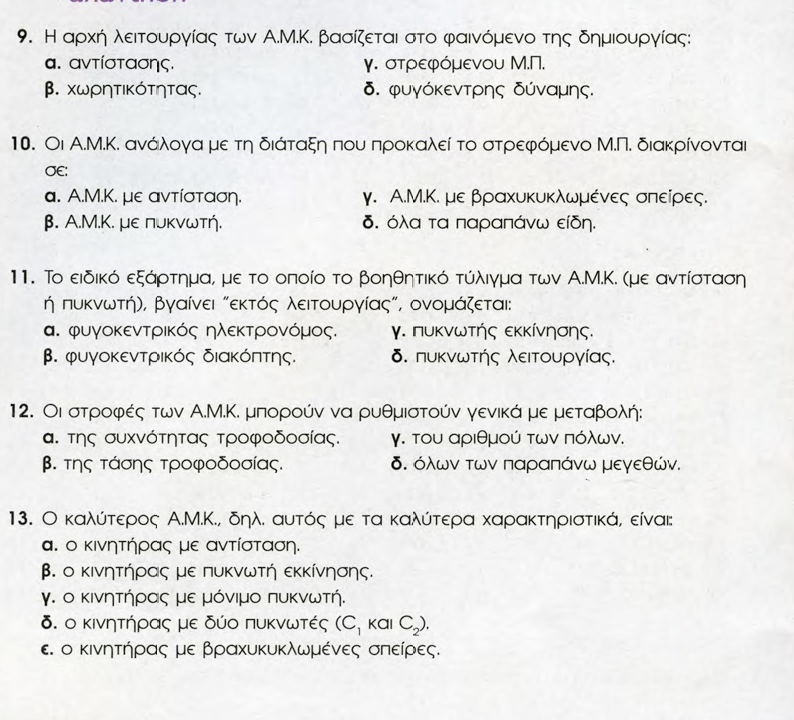 9. Η αρχή λειτουργίας των Α.Μ.Κ. βασίζεται στο φαινόμενο της δημιουργίας:
α. αντίστασης. γ. στρεφόμενου Μ.Π.
β. χωρητικότητας. δ. φυγόκεντρης δύναμης.
10. Οι Α.Μ.Κ. ανάλογα με τη διάταξη που προκαλεί το στρεφόμενο Μ.Π. διακρίνονται
σε:
α. Α.Μ.Κ. με αντίσταση. γ. Α.Μ.Κ. με βραχυκυκλωμένες σπείρες.
β. Α.Μ.Κ. με πυκνωτή. δ. όλα τα παραπάνω είδη.
11. Το ειδικό εξάρτημα, με το οποίο το βοηθητικό τύλιγμα των Α.Μ.Κ. (με αντίσταση
ή πυκνωτή), βγαίνει "εκτός λειτουργίας", ονομάζεται:
α. φυγοκεντρικός ηλεκτρονόμος. γ. πυκνωτής εκκίνησης.
β. φυγοκεντρικός διακόπτης. δ. πυκνωτής λειτουργίας.
12. Οι στροφές των Α.Μ.Κ. μπορούν να ρυθμιστούν γενικά με μεταβολή:
α. της συχνότητας τροφοδοσίας. γ. του αριθμού των πόλων.
β. της τάσης τροφοδοσίας. δ. όλων των παραπάνω μεγεθών.
13. Ο καλύτερος Α.Μ.Κ., δηλ. αυτός με τα καλύτερα χαρακτηριστικά, είναι:
α. ο κινητήρας με αντίσταση.
β. ο κινητήρας με πυκνωτή εκκίνησης.
γ. ο κινητήρας με μόνιμο πυκνωτή.
δ. ο κινητήρας με δύο πυκνωτές (C₁ και C₂).
ε. ο κινητήρας με βραχυκυκλωμένες σπείρες.